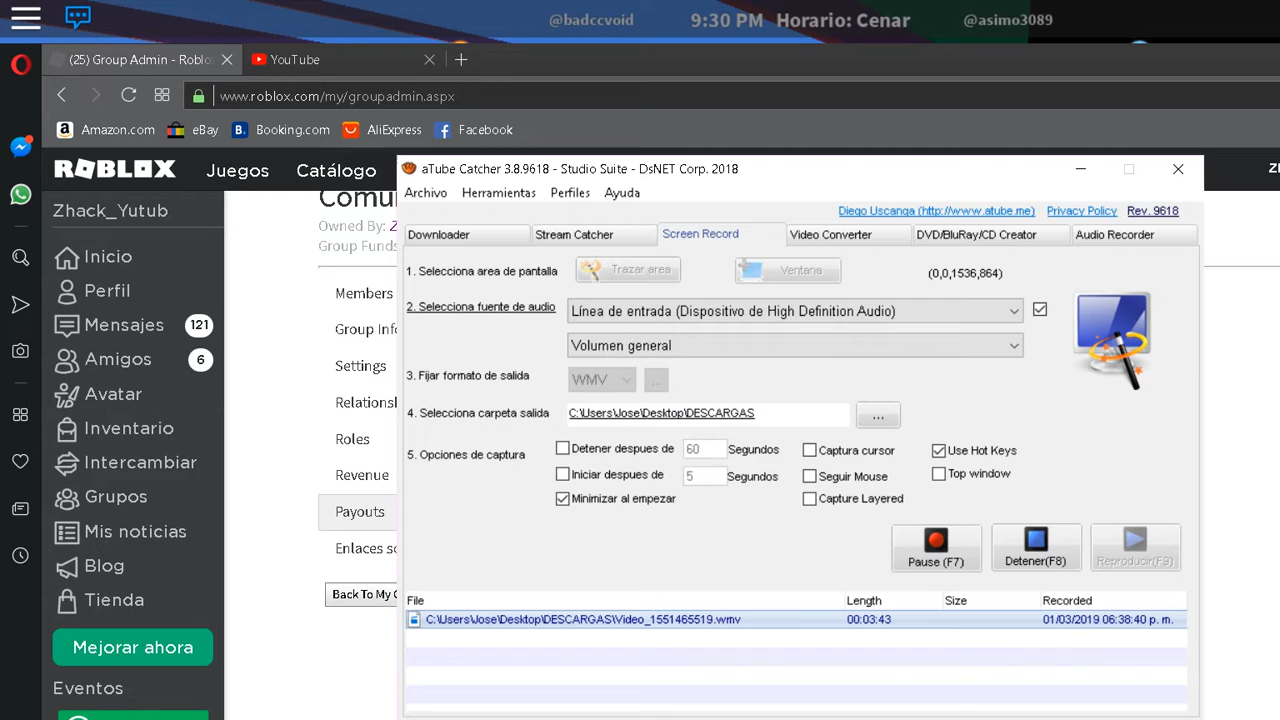 @badccvoid 9:30 PM Horario: Cenar @asimo3089
(25) Group Admin - Roblo
YouTube
www.roblox.com/my/groupadmin.aspx
Amazon.com eBay Booking.com AliExpress Facebook
ROBLOX Juegos Catálogo
Zhack_Yutub
Inicio
Perfil
Mensajes 121
Amigos 6
Avatar
Inventario
Intercambiar
Grupos
Mis noticias
Blog
Tienda
Mejorar ahora
Eventos
Comu
Owned By: Z
Group Funds
Members
Group Info
Settings
Relations
Roles
Revenue
Payouts
Enlaces so
Back To My G
aTube Catcher 3.8.9618 - Studio Suite - DsNET Corp. 2018
Archivo Herramientas Perfiles Ayuda
Diego Uscanga (http://www.atube.me) Privacy Policy Rev. 9618
Downloader Stream Catcher Screen Record Video Converter DVD/BluRay/CD Creator Audio Recorder
1. Selecciona area de pantalla Trazar area Ventana (0,0,1536,864)
2. Selecciona fuente de audio Línea de entrada (Dispositivo de High Definition Audio)
Volumen general
3. Fijar formato de salida WMV ...
4. Selecciona carpeta salida C:\Users\Jose\Desktop\DESCARGAS ...
5. Opciones de captura
Detener despues de 60 Segundos Captura cursor Use Hot Keys
Iniciar despues de 5 Segundos Seguir Mouse Top window
Minimizar al empezar Capture Layered
Pause (F7) Detener(F8) Reproducir(F9)
File Length Size Recorded
C:\Users\Jose\Desktop\DESCARGAS\Video_1551465519.wmv 00:03:43 01/03/2019 06:38:40 p. m.